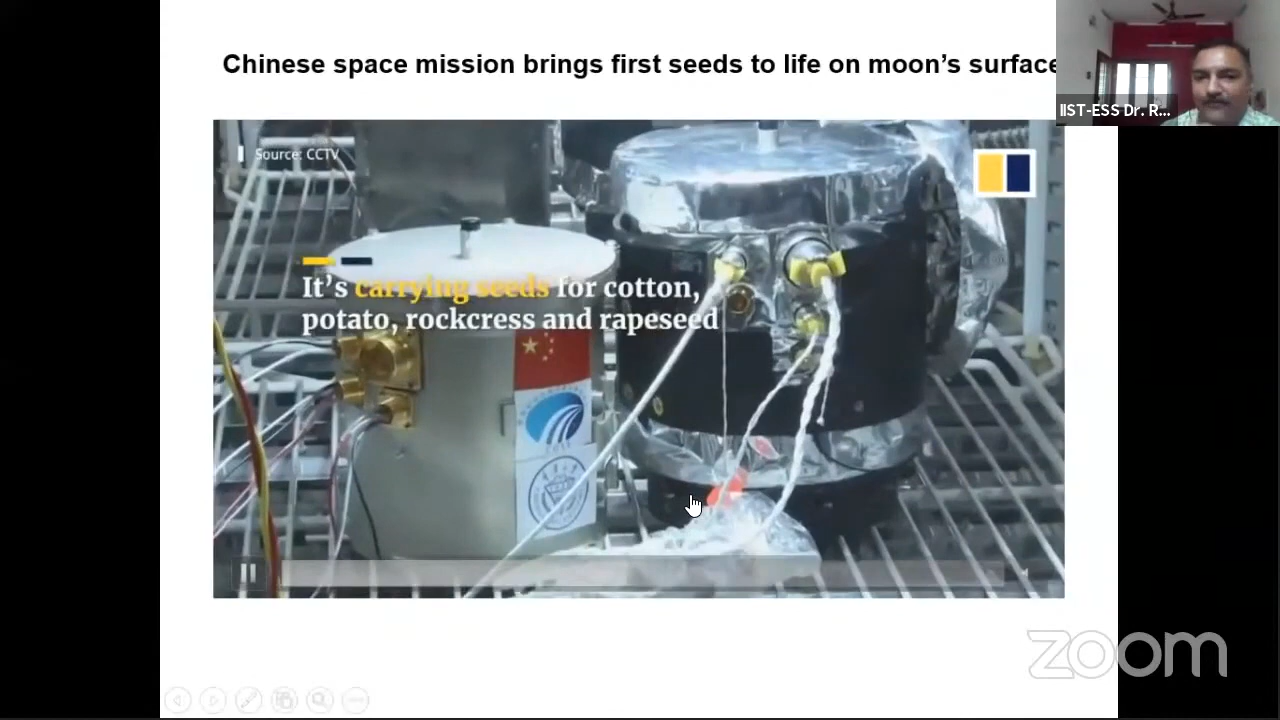 Chinese space mission brings first seeds to life on moon's surface
IIST-ESS Dr. R...
Source: CCTV
It's carrying seeds for cotton,
potato, rockcress and rapeseed
zoom